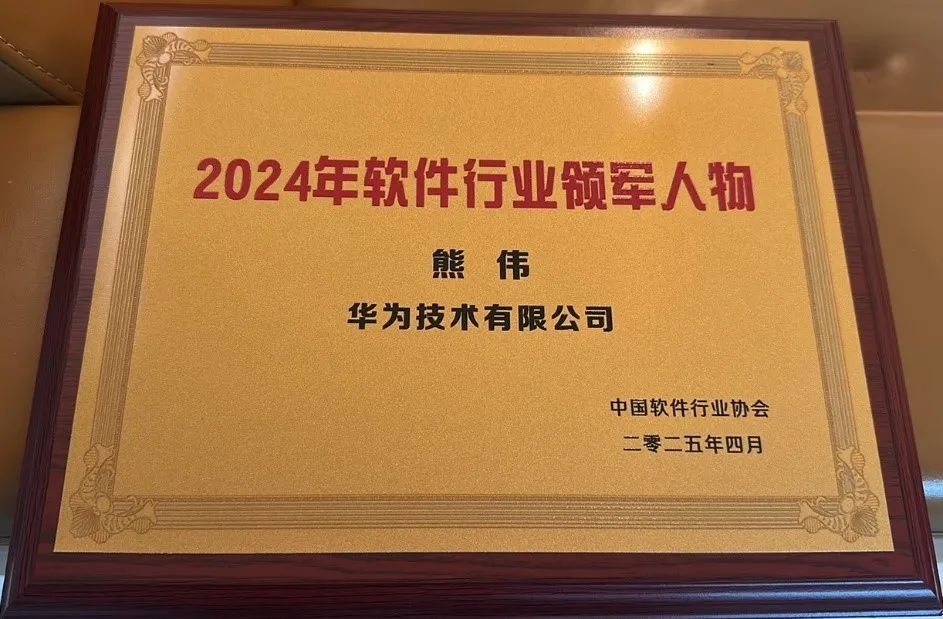 2024年软件行业领军人物
熊 伟
华为技术有限公司
中国软件行业协会
二零二五年四月